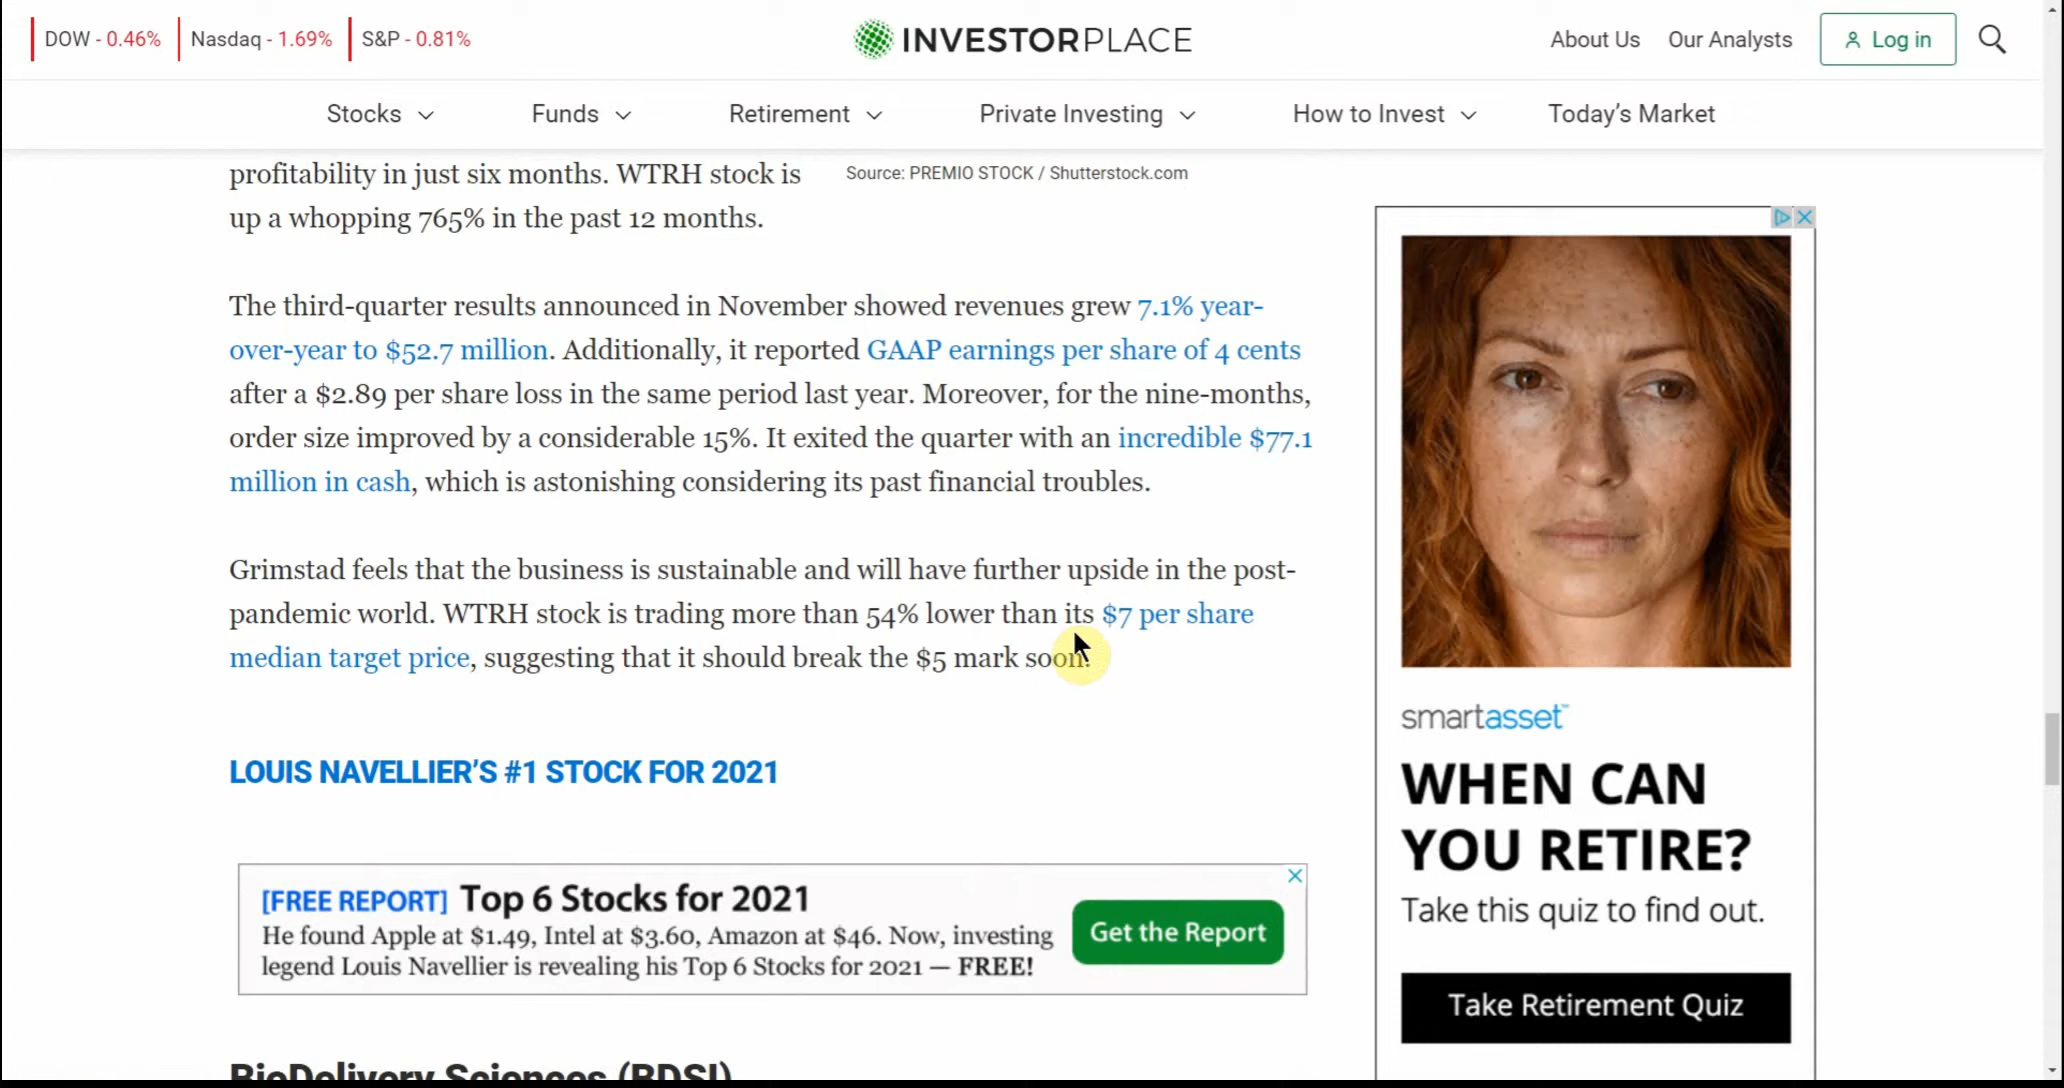 DOW - 0.46% Nasdaq - 1.69% S&P - 0.81%
INVESTORPLACE
About Us Our Analysts Log in
Stocks Funds Retirement Private Investing How to Invest Today's Market
profitability in just six months. WTRH stock is
up a whopping 765% in the past 12 months.
Source: PREMIO STOCK / Shutterstock.com
The third-quarter results announced in November showed revenues grew 7.1% year-
over-year to $52.7 million. Additionally, it reported GAAP earnings per share of 4 cents
after a $2.89 per share loss in the same period last year. Moreover, for the nine-months,
order size improved by a considerable 15%. It exited the quarter with an incredible $77.1
million in cash, which is astonishing considering its past financial troubles.
Grimstad feels that the business is sustainable and will have further upside in the post-
pandemic world. WTRH stock is trading more than 54% lower than its $7 per share
median target price, suggesting that it should break the $5 mark soon.
LOUIS NAVELLIER'S #1 STOCK FOR 2021
[FREE REPORT] Top 6 Stocks for 2021
He found Apple at $1.49, Intel at $3.60, Amazon at $46. Now, investing
legend Louis Navellier is revealing his Top 6 Stocks for 2021 — FREE!
Get the Report
BioDelivery Sciences (BDSI)
smartasset™
WHEN CAN
YOU RETIRE?
Take this quiz to find out.
Take Retirement Quiz